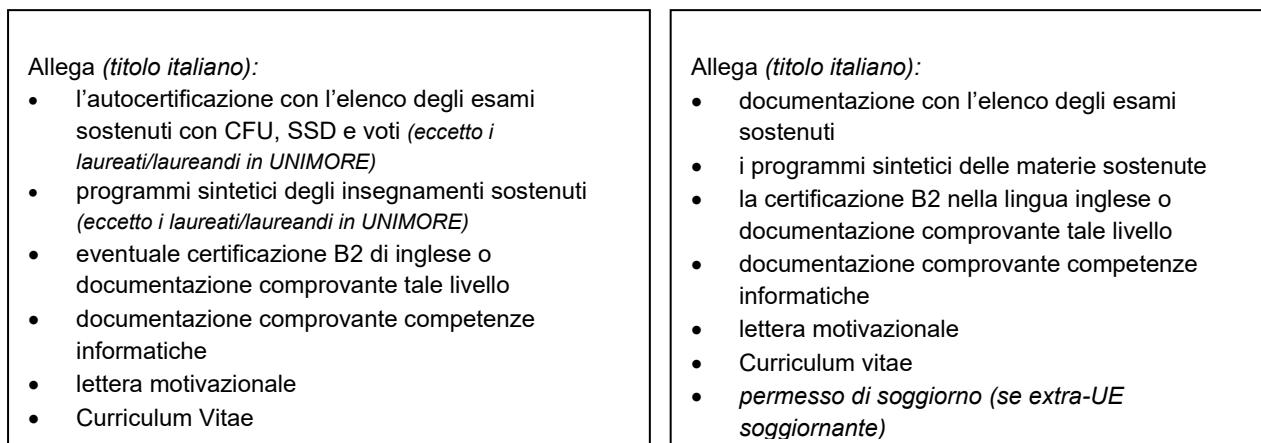 Allega (titolo italiano):
• l'autocertificazione con l'elenco degli esami
sostenuti con CFU, SSD e voti (eccetto i
laureati/laureandi in UNIMORE)
• programmi sintetici degli insegnamenti sostenuti
(eccetto i laureati/laureandi in UNIMORE)
• eventuale certificazione B2 di inglese o
documentazione comprovante tale livello
• documentazione comprovante competenze
informatiche
• lettera motivazionale
• Curriculum Vitae
Allega (titolo italiano):
• documentazione con l'elenco degli esami
sostenuti
• i programmi sintetici delle materie sostenute
• la certificazione B2 nella lingua inglese o
documentazione comprovante tale livello
• documentazione comprovante competenze
informatiche
• lettera motivazionale
• Curriculum vitae
• permesso di soggiorno (se extra-UE
soggiornante)